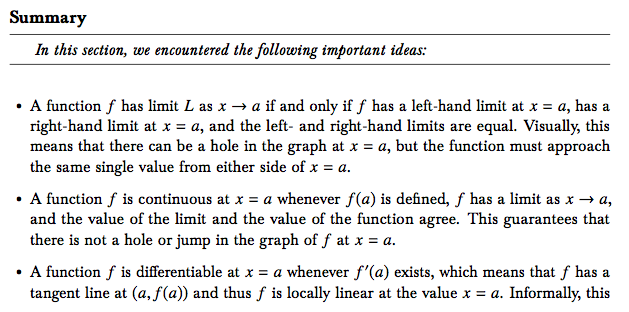 Summary
In this section, we encountered the following important ideas:
• A function f has limit L as x → a if and only if f has a left-hand limit at x = a, has a
right-hand limit at x = a, and the left- and right-hand limits are equal. Visually, this
means that there can be a hole in the graph at x = a, but the function must approach
the same single value from either side of x = a.
• A function f is continuous at x = a whenever f(a) is defined, f has a limit as x → a,
and the value of the limit and the value of the function agree. This guarantees that
there is not a hole or jump in the graph of f at x = a.
• A function f is differentiable at x = a whenever f′(a) exists, which means that f has a
tangent line at (a, f(a)) and thus f is locally linear at the value x = a. Informally, this